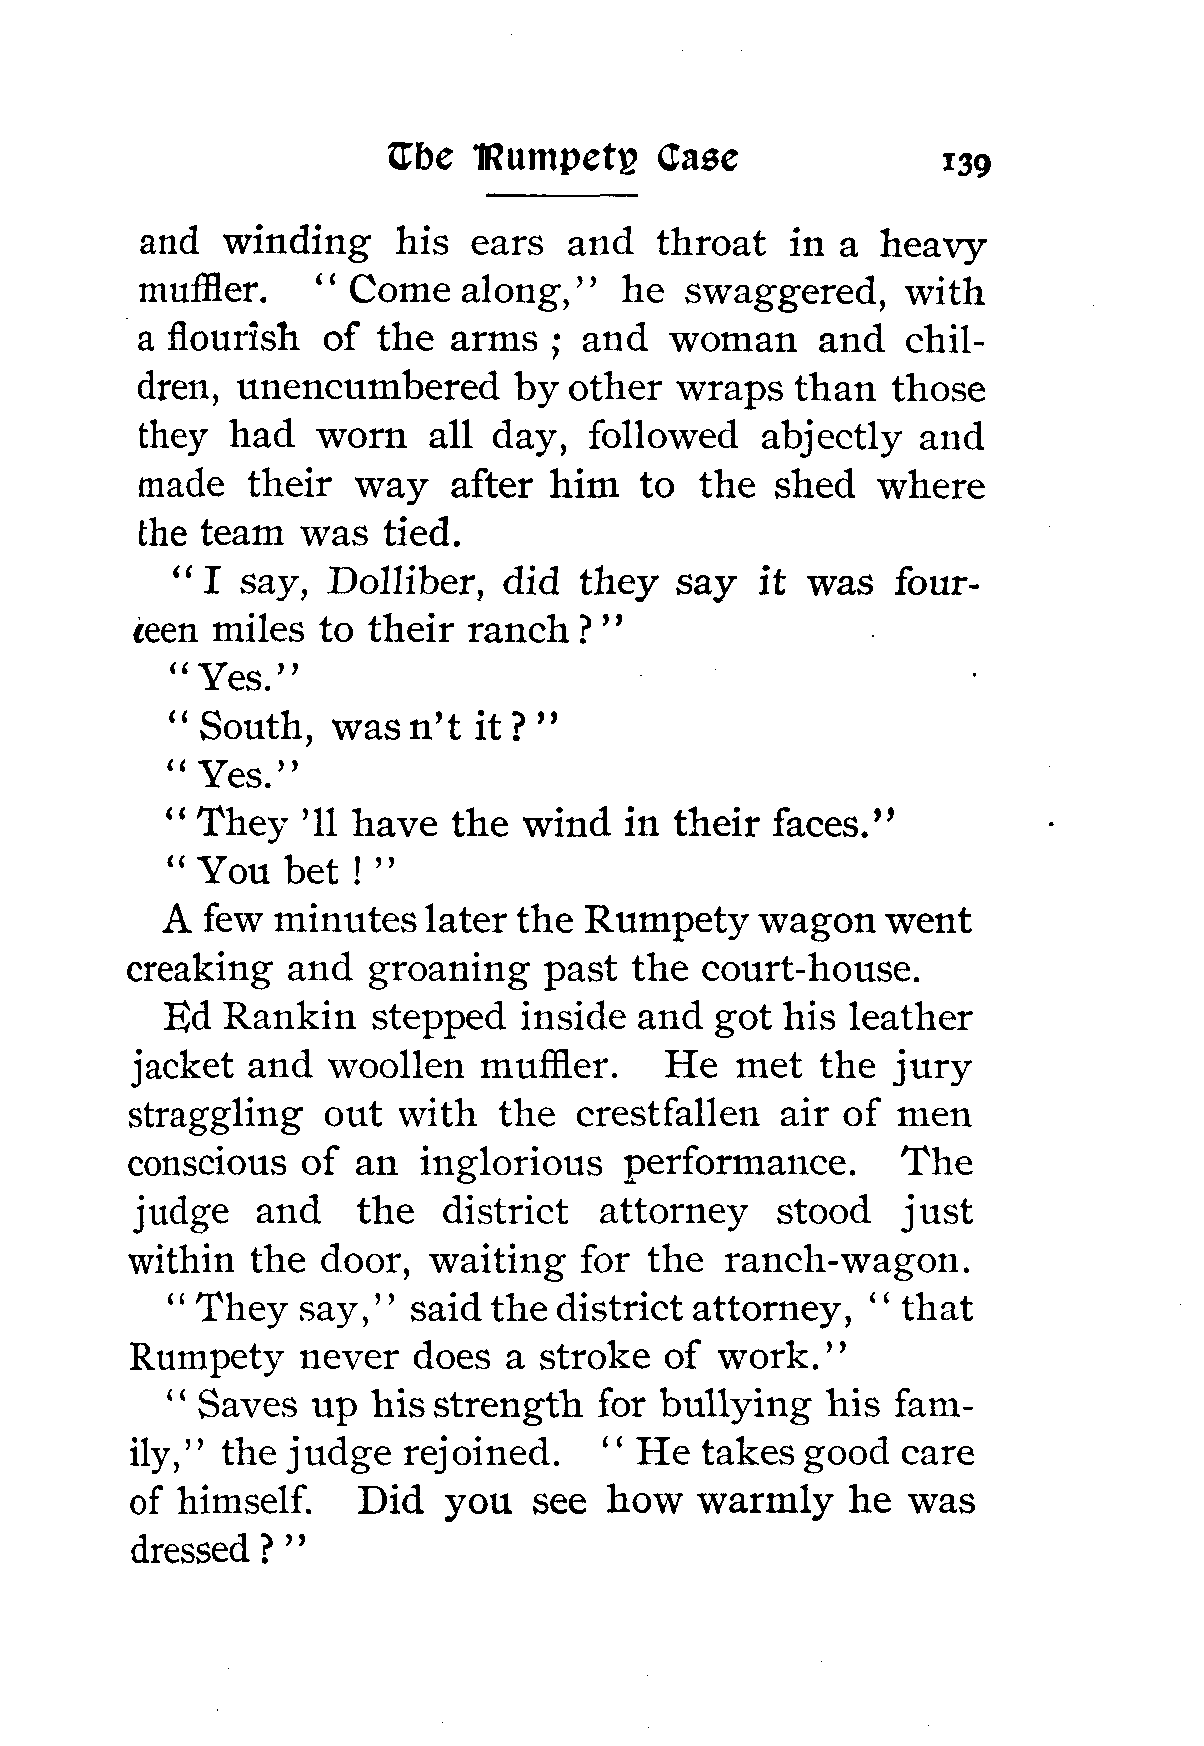 The Rumpety Case 139
and winding his ears and throat in a heavy
muffler. "Come along," he swaggered, with
a flourish of the arms; and woman and chil-
dren, unencumbered by other wraps than those
they had worn all day, followed abjectly and
made their way after him to the shed where
the team was tied.
"I say, Dolliber, did they say it was four-
teen miles to their ranch?"
"Yes."
"South, was n't it?"
"Yes."
"They 'll have the wind in their faces."
"You bet!"
A few minutes later the Rumpety wagon went
creaking and groaning past the court-house.
Ed Rankin stepped inside and got his leather
jacket and woollen muffler. He met the jury
straggling out with the crestfallen air of men
conscious of an inglorious performance. The
judge and the district attorney stood just
within the door, waiting for the ranch-wagon.
"They say," said the district attorney, "that
Rumpety never does a stroke of work."
"Saves up his strength for bullying his fam-
ily," the judge rejoined. "He takes good care
of himself. Did you see how warmly he was
dressed?"